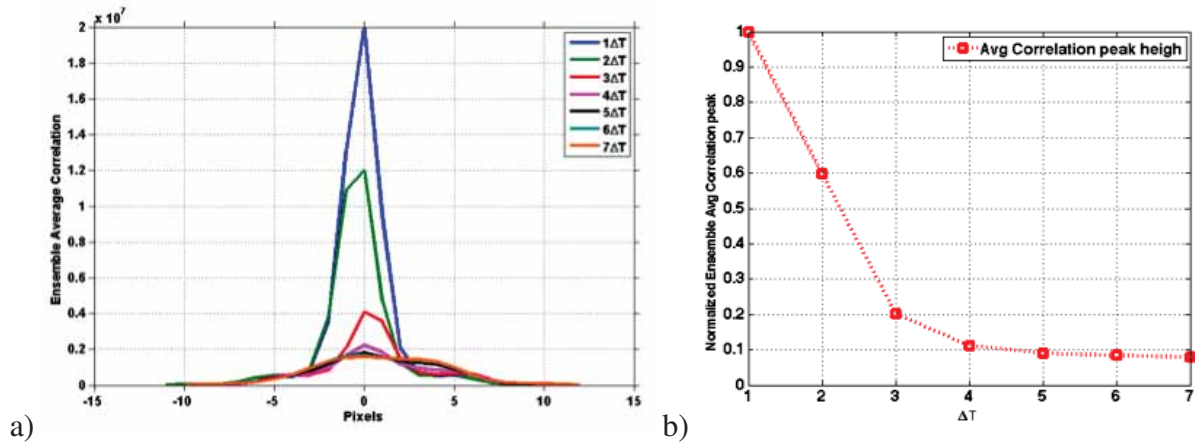 x 10⁷
2
1.8
1.6
1.4
1.2
1
0.8
0.6
0.4
0.2
0
-15
-10
-5
0
5
10
15
Ensemble Average Correlation
Pixels
1ΔT
2ΔT
3ΔT
4ΔT
5ΔT
6ΔT
7ΔT
a)
1
0.9
0.8
0.7
0.6
0.5
0.4
0.3
0.2
0.1
0
1
2
3
4
5
6
7
Normalized Ensemble Avg Correlation peak
ΔT
Avg Correlation peak heigh
b)